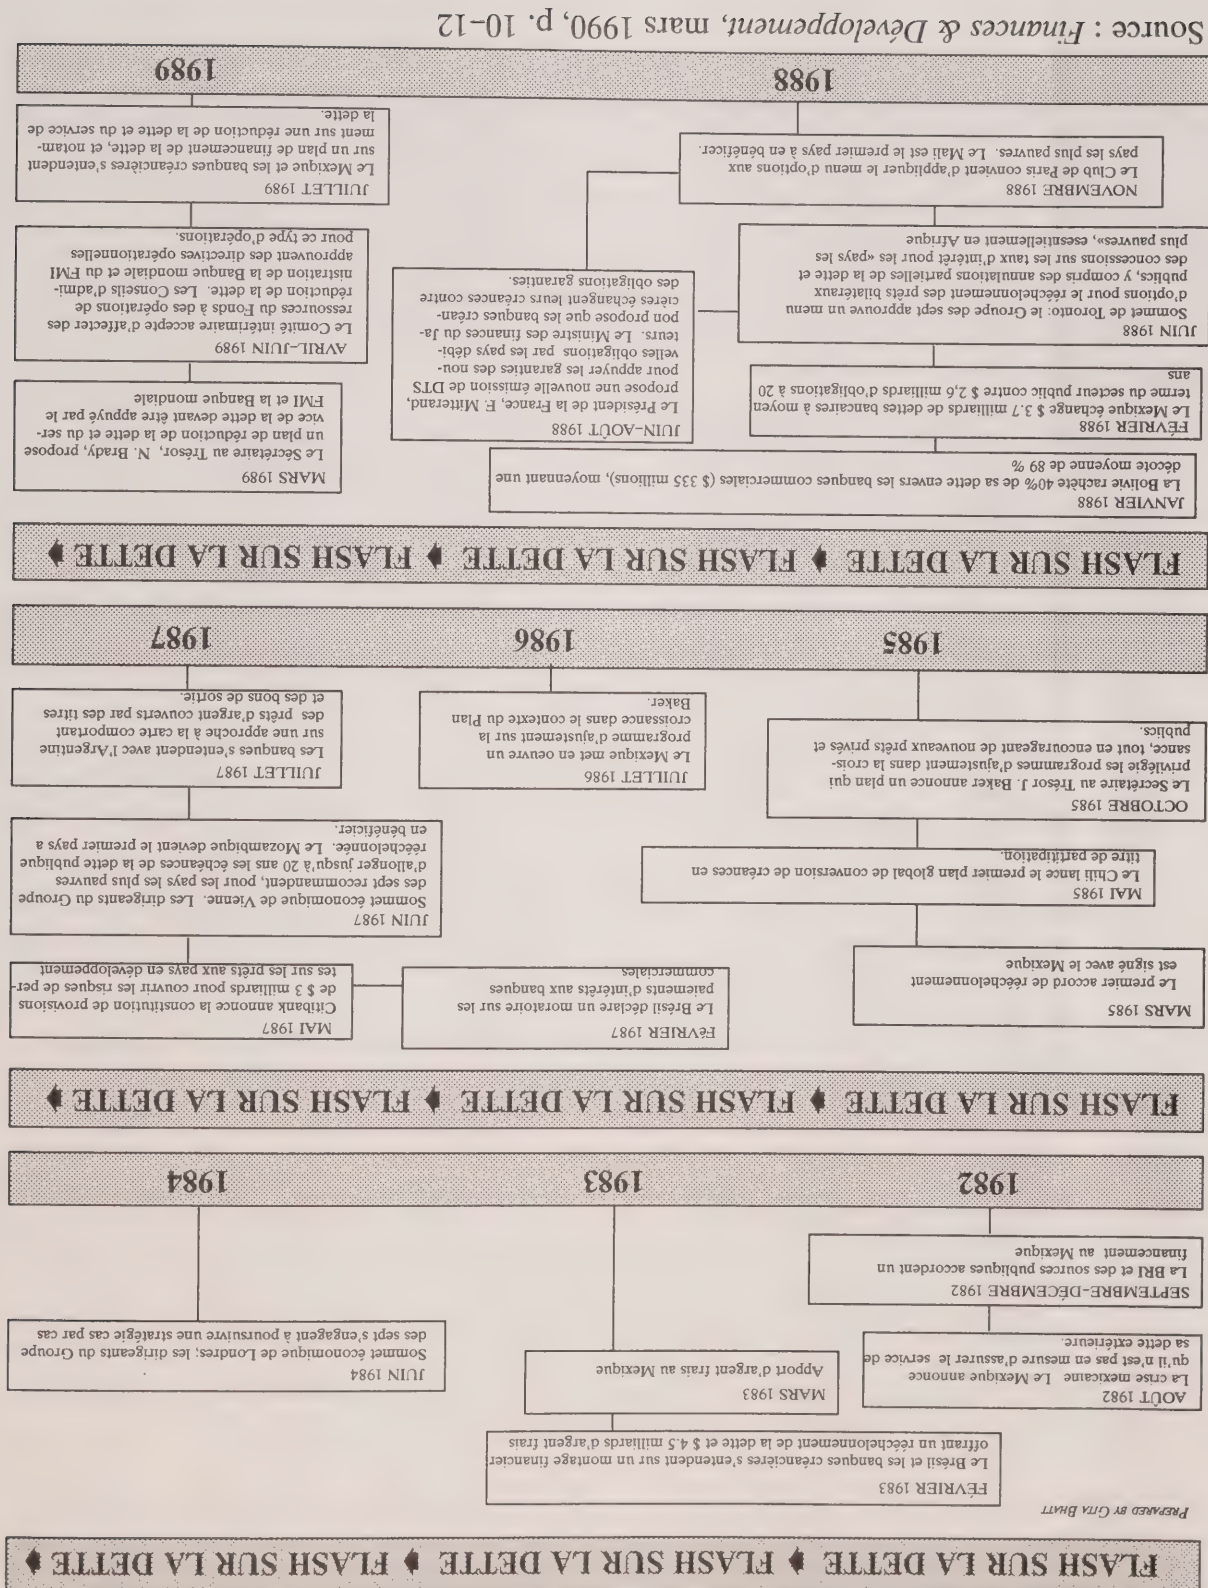 FLASH SUR LA DETTE ♦ FLASH SUR LA DETTE ♦ FLASH SUR LA DETTE ♦
PREPARED BY GITA BHATT
FÉVRIER 1983
Le Brésil et les banques créancières s'entendent sur un montage financier
offrant un rééchelonnement de la dette et $ 4.5 milliards d'argent frais
AOÛT 1982
La crise mexicaine Le Mexique annonce
qu'il n'est pas en mesure d'assurer le service de
sa dette extérieure.
MARS 1983
Apport d'argent frais au Mexique
JUIN 1984
Sommet économique de Londres; les dirigeants du Groupe
des sept s'engagent à poursuivre une stratégie cas par cas
SEPTEMBRE-DÉCEMBRE 1982
La BRI et des sources publiques accordent un
financement au Mexique
1982 1983 1984
FLASH SUR LA DETTE ♦ FLASH SUR LA DETTE ♦ FLASH SUR LA DETTE ♦
MARS 1985
Le premier accord de rééchelonnement
est signé avec le Mexique
FéVRIER 1987
Le Brésil déclare un moratoire sur les
paiements d'intérêts aux banques
commerciales
MAI 1987
Citibank annonce la constitution de provisions
de $ 3 milliards pour couvrir les risques de per-
tes sur les prêts aux pays en développement
MAI 1985
Le Chili lance le premier plan global de conversion de créances en
titre de partitipation.
JUIN 1987
Sommet économique de Vienne. Les dirigeants du Groupe
des sept recommandent, pour les pays les plus pauvres
d'allonger jusqu'à 20 ans les échéances de la dette publique
rééchelonnée. Le Mozambique devient le premier pays a
en bénéficier.
OCTOBRE 1985
Le Secrétaire au Trésor J. Baker annonce un plan qui
privilégie les programmes d'ajustement dans la crois-
sance, tout en encourageant de nouveaux prêts privés et
publics.
JUILLET 1986
Le Mexique met en oeuvre un
programme d'ajustement sur la
croissance dans le contexte du Plan
Baker.
JUILLET 1987
Les banques s'entendent avec l'Argentine
sur une approche à la carte comportant
des prêts d'argent couverts par des titres
et des bons de sortie.
1985 1986 1987
FLASH SUR LA DETTE ♦ FLASH SUR LA DETTE ♦ FLASH SUR LA DETTE ♦
JANVIER 1988
La Bolivie rachète 40% de sa dette envers les banques commerciales ($ 335 millions), moyennant une
décote moyenne de 89 %
FÉVRIER 1988
Le Mexique échange $ 3.7 milliards de dettes bancaires à moyen
terme du secteur public contre $ 2,6 milliards d'obligations à 20
ans
JUIN 1988
Sommet de Toronto: le Groupe des sept approuve un menu
d'options pour le rééchelonnement des prêts bilatéraux
publics, y compris des annulations partielles de la dette et
des concessions sur les taux d'intérêt pour les «pays les
plus pauvres», esentiellement en Afrique
JUIN-AOÛT 1988
Le Président de la France, F. Mitterand,
propose une nouvelle émission de DTS
pour appuyer les garanties des nou-
velles obligations par les pays débi-
teurs. Le Ministre des finances du Ja-
pon propose que les banques créan-
cières échangent leurs créances contre
des obligations garanties.
NOVEMBRE 1988
Le Club de Paris convient d'appliquer le menu d'options aux
pays les plus pauvres. Le Mali est le premier pays à en bénéficer.
MARS 1989
Le Sécrétaire au Trésor, N. Brady, propose
un plan de réduction de la dette et du ser-
vice de la dette devant être appuyé par le
FMI et la Banque mondiale
AVRIL-JUIN 1989
Le Comité intérimaire accepte d'affecter des
ressources du Fonds à des opérations de
réduction de la dette. Les Conseils d'admi-
nistration de la Banque mondiale et du FMI
approuvent des directives opérationnelles
pour ce type d'opérations.
JUILLET 1989
Le Mexique et les banques créancières s'entendent
sur un plan de financement de la dette, et notam-
ment sur une réduction de la dette et du service de
la dette.
1988 1989
Source : Finances & Développement, mars 1990, p. 10–12